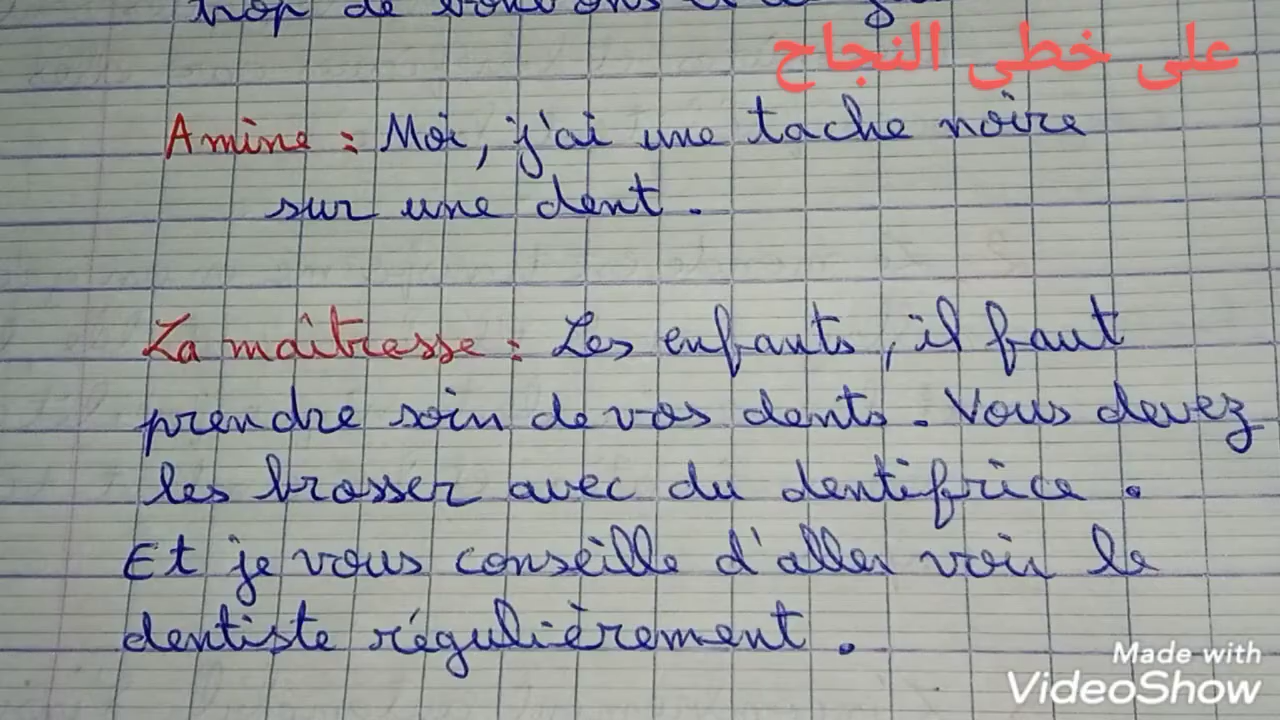 trop de
على خطى النجاح
Amine : Moi, j'ai une tache noire
sur une dent.
La maîtresse : Les enfants, il faut
prendre soin de vos dents. Vous devez
les brosser avec du dentifrice.
Et je vous conseille d'aller voir le
dentiste régulièrement.
Made with
VideoShow